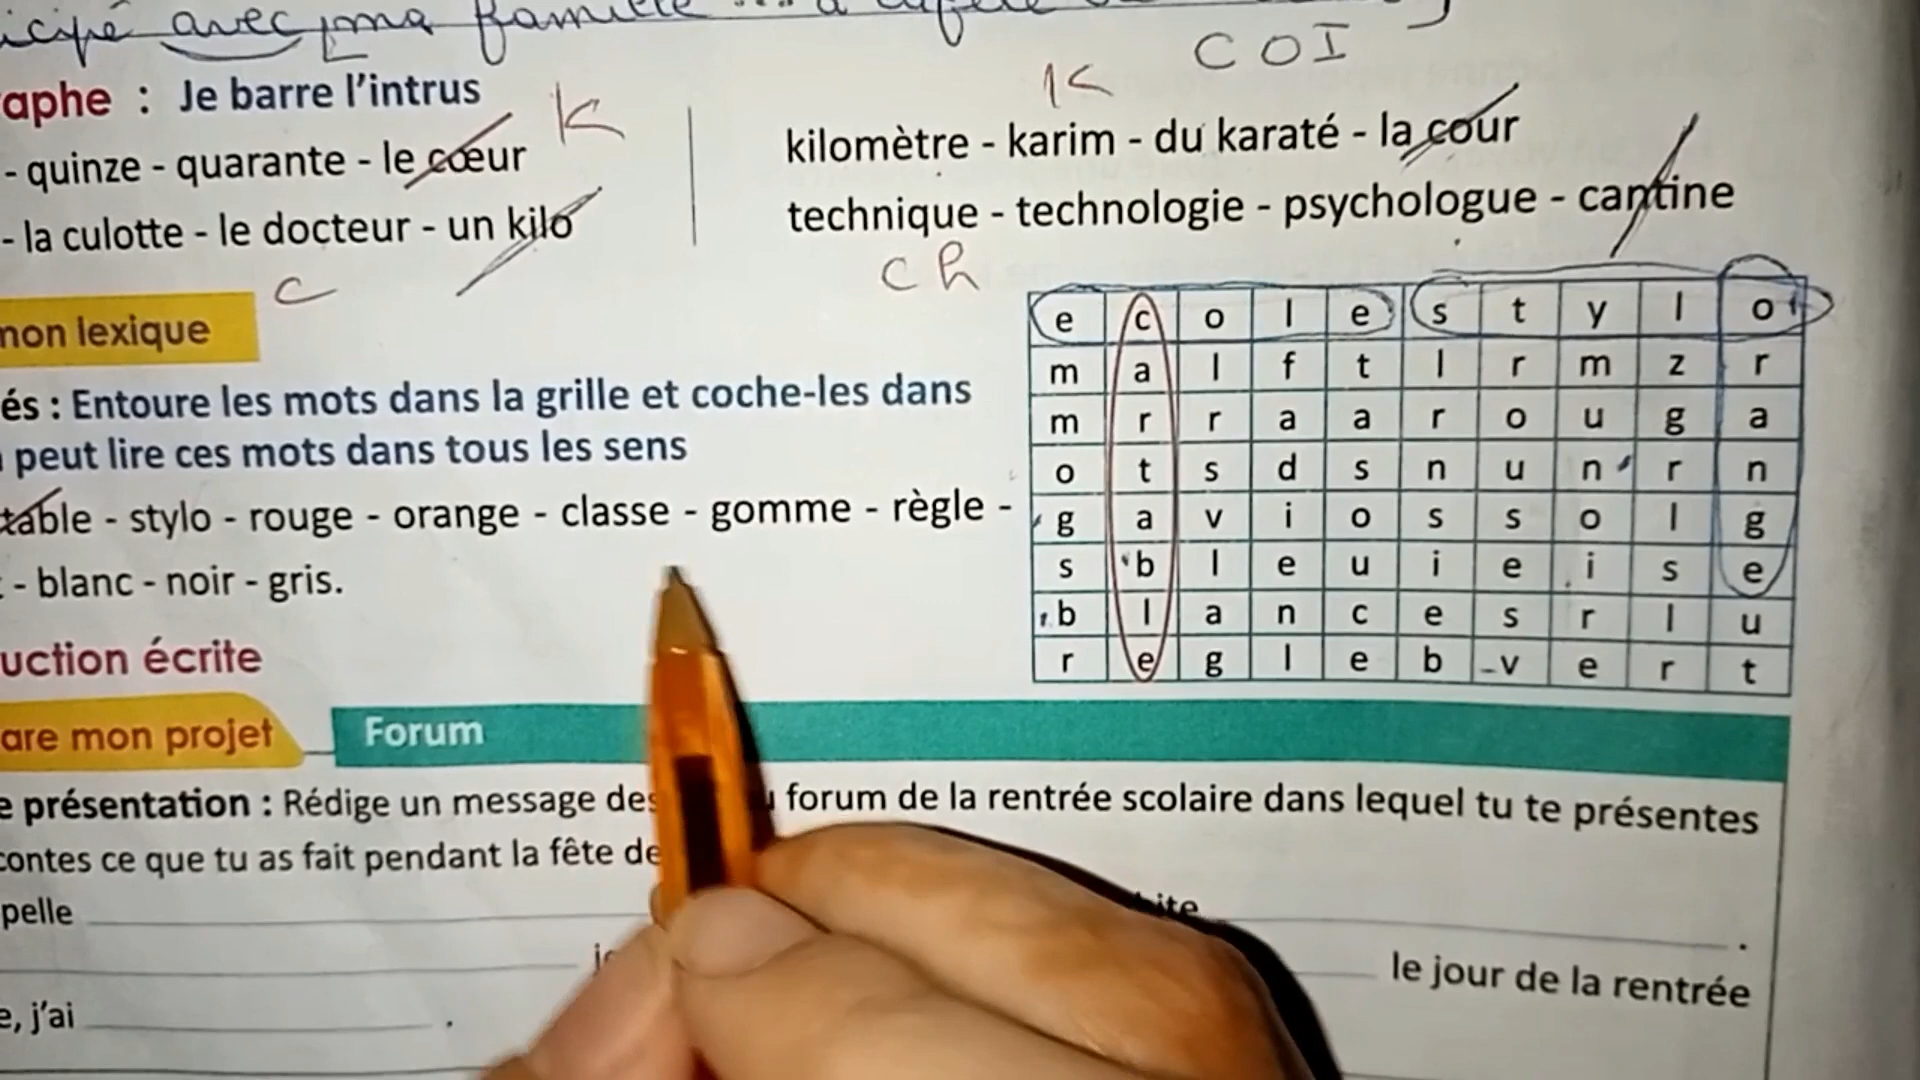 icipé avec ma famille ... à
COI
aphe : Je barre l'intrus
K
K
- quinze - quarante - le cœur
kilomètre - karim - du karaté - la cour
- la culotte - le docteur - un kilo
technique - technologie - psychologue - cantine
c
ch
mon lexique
e c o l e s t y l o
m a l f t l r m z r
m r r a a r o u g a
o t s d s n u n r n
g a v i o s s o l g
s b l e u i e i s e
b l a n c e s r l u
r e g l e b v e r t
és : Entoure les mots dans la grille et coche-les dans
peut lire ces mots dans tous les sens
table - stylo - rouge - orange - classe - gomme - règle -
- blanc - noir - gris.
uction écrite
are mon projet
Forum
e présentation : Rédige un message des forum de la rentrée scolaire dans lequel tu te présentes
contes ce que tu as fait pendant la fête de
pelle
ite
.
le jour de la rentrée
e, j'ai
.